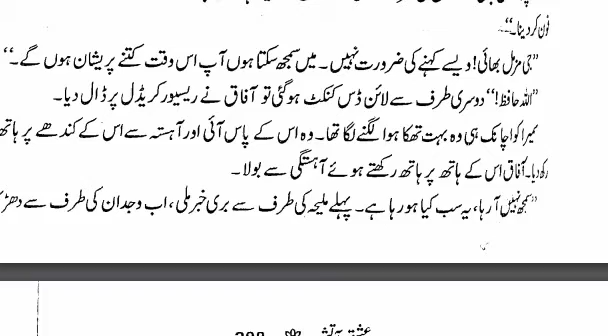 فون کر دینا۔“
”جی مزمل بھائی! ویسے کہنے کی ضرورت نہیں۔ میں سمجھ سکتا ہوں آپ اس وقت کتنے پریشان ہوں گے۔“
”اللہ حافظ!“ دوسری طرف سے لائن ڈس کنکٹ ہو گئی تو آفاق نے ریسیور کریڈل پر ڈال دیا۔
سمیرا کو اچانک ہی وہ بہت تھکا ہوا لگنے لگا تھا۔ وہ اس کے پاس آئی اور آہستہ سے اس کے کندھے پر ہاتھ
رکھ دیا۔ آفاق اس کے ہاتھ پر ہاتھ رکھتے ہوئے آہستگی سے بولا۔
”سمجھ نہیں آ رہا، یہ سب کیا ہو رہا ہے۔ پہلے ملیحہ کی طرف سے بری خبر ملی، اب وجدان کی طرف سے
عشق آتش